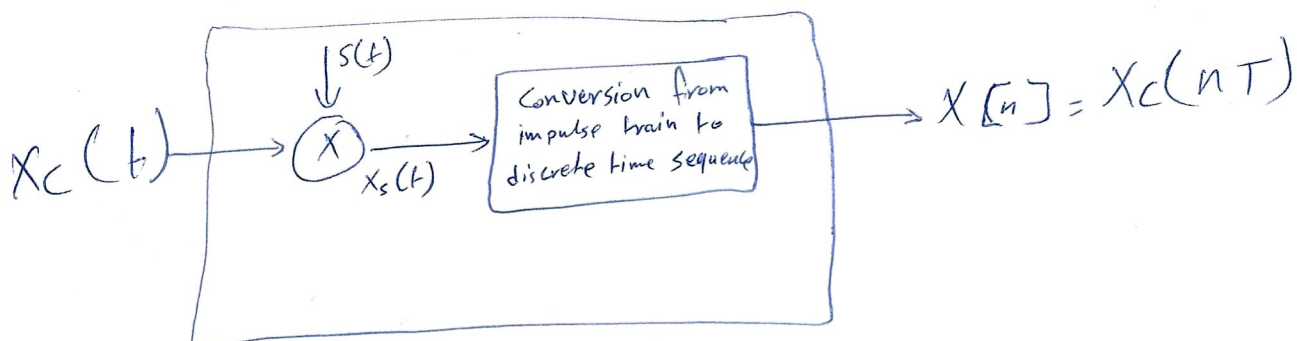 s(t)
Conversion from
impulse train to
discrete time sequence
Xc(t)
X
xs(t)
X[n] = Xc(nT)